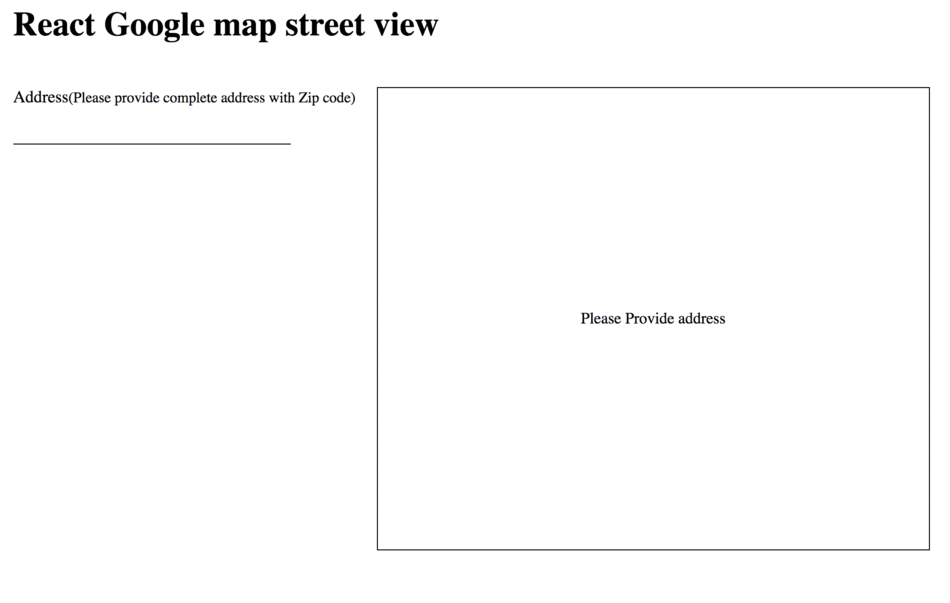 React Google map street view
Address(Please provide complete address with Zip code)
Please Provide address